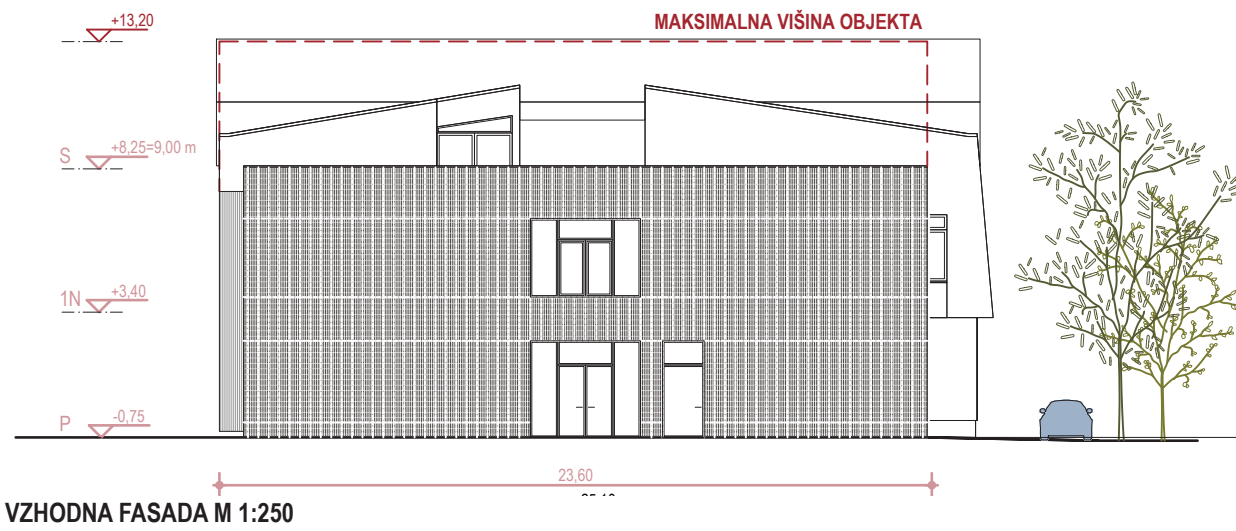 +13,20
MAKSIMALNA VIŠINA OBJEKTA
S +8,25=9,00 m
1N +3,40
P -0,75
23,60
VZHODNA FASADA M 1:250